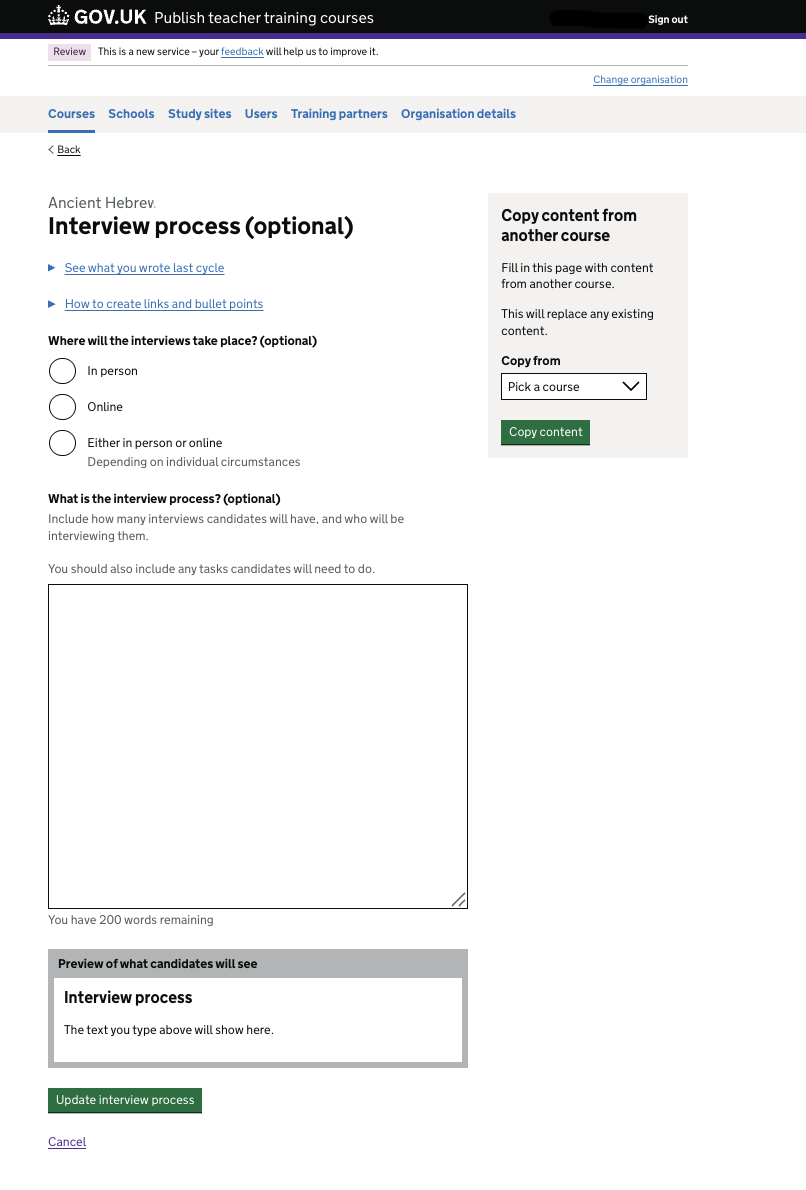 GOV.UK Publish teacher training courses
Sign out
Review This is a new service – your feedback will help us to improve it.
Change organisation
Courses Schools Study sites Users Training partners Organisation details
Back
Ancient Hebrew
Interview process (optional)
See what you wrote last cycle
How to create links and bullet points
Where will the interviews take place? (optional)
In person
Online
Either in person or online
Depending on individual circumstances
What is the interview process? (optional)
Include how many interviews candidates will have, and who will be
interviewing them.
You should also include any tasks candidates will need to do.
You have 200 words remaining
Preview of what candidates will see
Interview process
The text you type above will show here.
Update interview process
Cancel
Copy content from
another course
Fill in this page with content
from another course.
This will replace any existing
content.
Copy from
Pick a course
Copy content